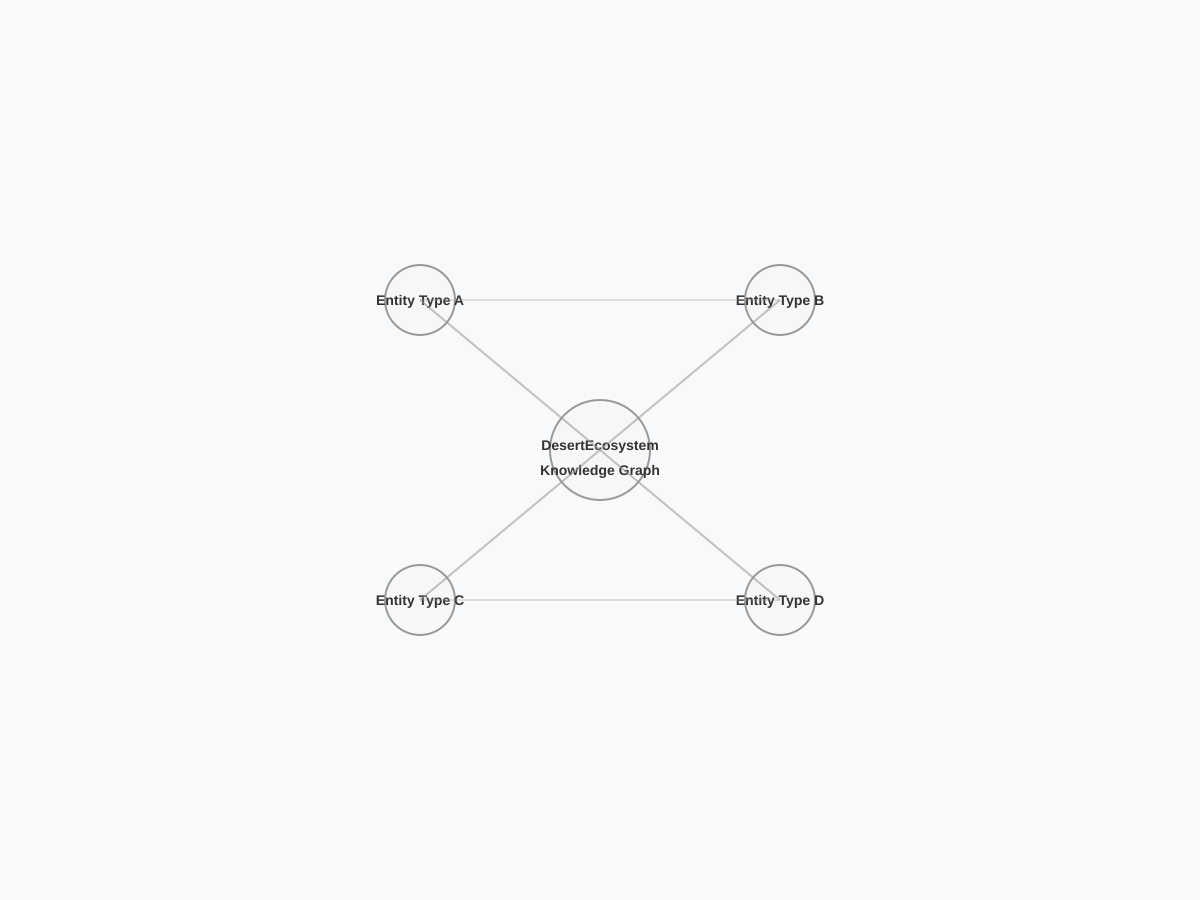 Entity Type A
Entity Type B
DesertEcosystem
Knowledge Graph
Entity Type C
Entity Type D